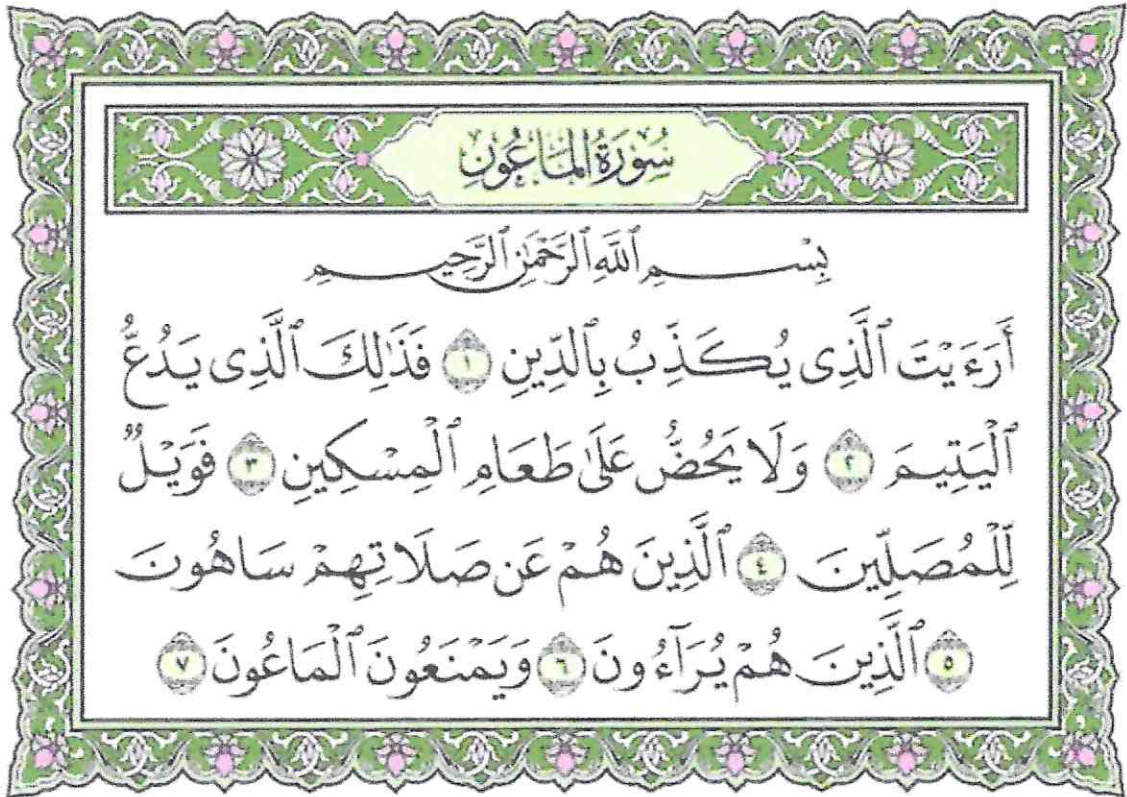 سُورَةُ المَاعُونِ
بِسْمِ ٱللَّهِ ٱلرَّحْمَٰنِ ٱلرَّحِيمِ
أَرَءَيْتَ ٱلَّذِى يُكَذِّبُ بِٱلدِّينِ ١ فَذَٰلِكَ ٱلَّذِى يَدُعُّ
ٱلْيَتِيمَ ٢ وَلَا يَحُضُّ عَلَىٰ طَعَامِ ٱلْمِسْكِينِ ٣ فَوَيْلٌ
لِّلْمُصَلِّينَ ٤ ٱلَّذِينَ هُمْ عَن صَلَاتِهِمْ سَاهُونَ
٥ ٱلَّذِينَ هُمْ يُرَآءُونَ ٦ وَيَمْنَعُونَ ٱلْمَاعُونَ ٧